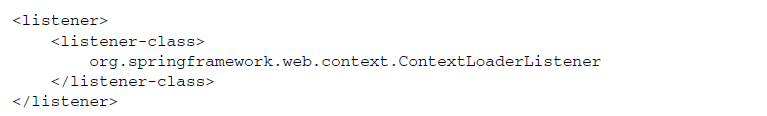 <listener>
    <listener-class>
        org.springframework.web.context.ContextLoaderListener
    </listener-class>
</listener>